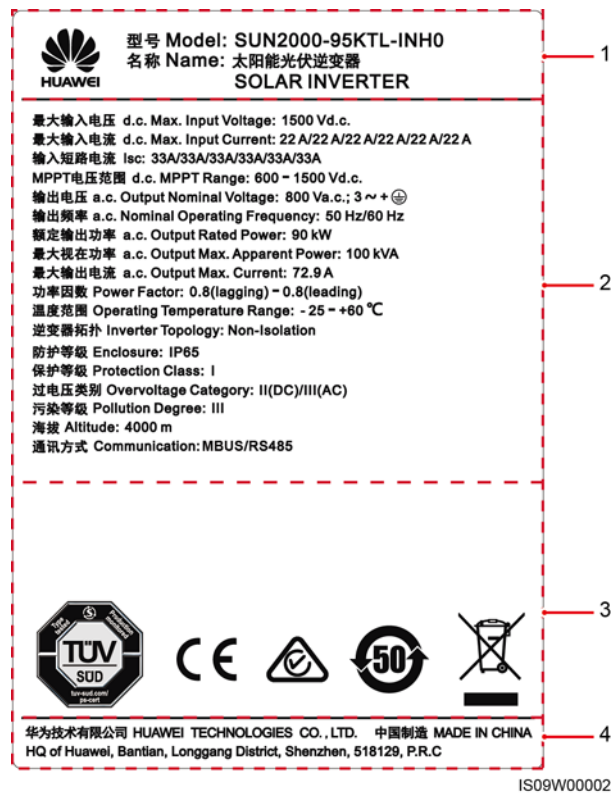 HUAWEI
型号 Model: SUN2000-95KTL-INH0
名称 Name: 太阳能光伏逆变器
SOLAR INVERTER
1
最大输入电压 d.c. Max. Input Voltage: 1500 Vd.c.
最大输入电流 d.c. Max. Input Current: 22 A/22 A/22 A/22 A/22 A/22 A
输入短路电流 Isc: 33A/33A/33A/33A/33A/33A
MPPT电压范围 d.c. MPPT Range: 600 - 1500 Vd.c.
输出电压 a.c. Output Nominal Voltage: 800 Va.c.; 3 ~ + ⏚
输出频率 a.c. Nominal Operating Frequency: 50 Hz/60 Hz
额定输出功率 a.c. Output Rated Power: 90 kW
最大视在功率 a.c. Output Max. Apparent Power: 100 kVA
最大输出电流 a.c. Output Max. Current: 72.9 A
功率因数 Power Factor: 0.8(lagging) - 0.8(leading)
温度范围 Operating Temperature Range: - 25 - +60 ℃
逆变器拓扑 Inverter Topology: Non-Isolation
防护等级 Enclosure: IP65
保护等级 Protection Class: I
过电压类别 Overvoltage Category: II(DC)/III(AC)
污染等级 Pollution Degree: III
海拔 Altitude: 4000 m
通讯方式 Communication: MBUS/RS485
2
Type tested
Production monitored
TÜV
SÜD
tuv-sud.com/
ps-cert
CE
50
3
华为技术有限公司 HUAWEI TECHNOLOGIES CO., LTD. 中国制造 MADE IN CHINA
HQ of Huawei, Bantian, Longgang District, Shenzhen, 518129, P.R.C
4
IS09W00002